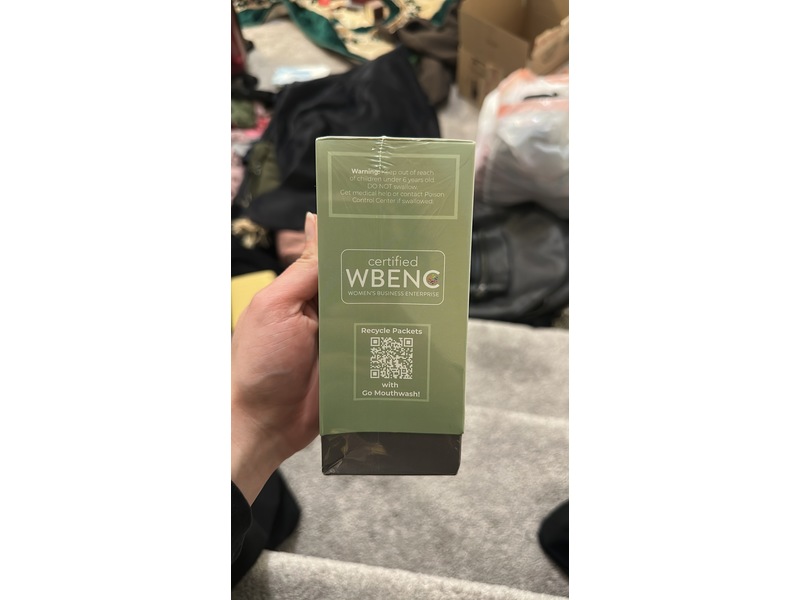 Warning: Keep out of reach
of children under 6 years old.
DO NOT swallow.
Get medical help or contact Poison
Control Center if swallowed.
certified
WBENC
WOMEN'S BUSINESS ENTERPRISE
Recycle Packets
with
Go Mouthwash!